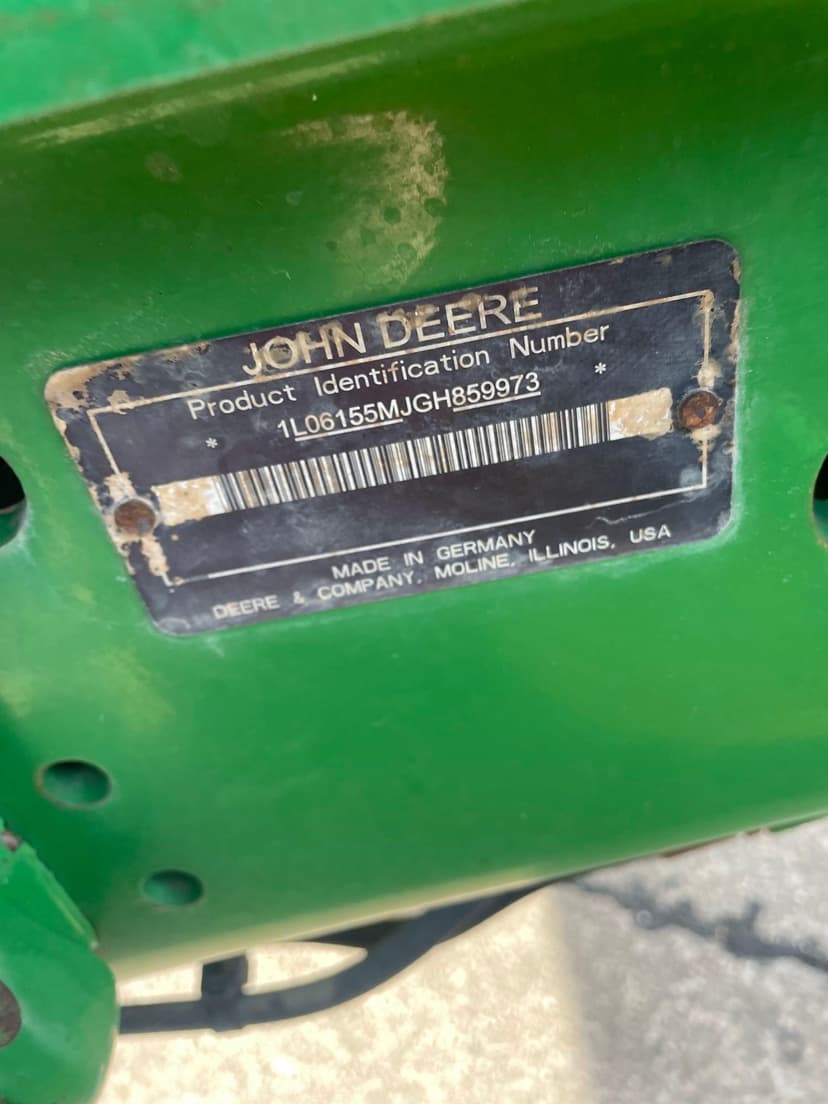 JOHN DEERE
Product Identification Number
* 1L06155MJGH859973 *
MADE IN GERMANY
DEERE & COMPANY, MOLINE, ILLINOIS, USA